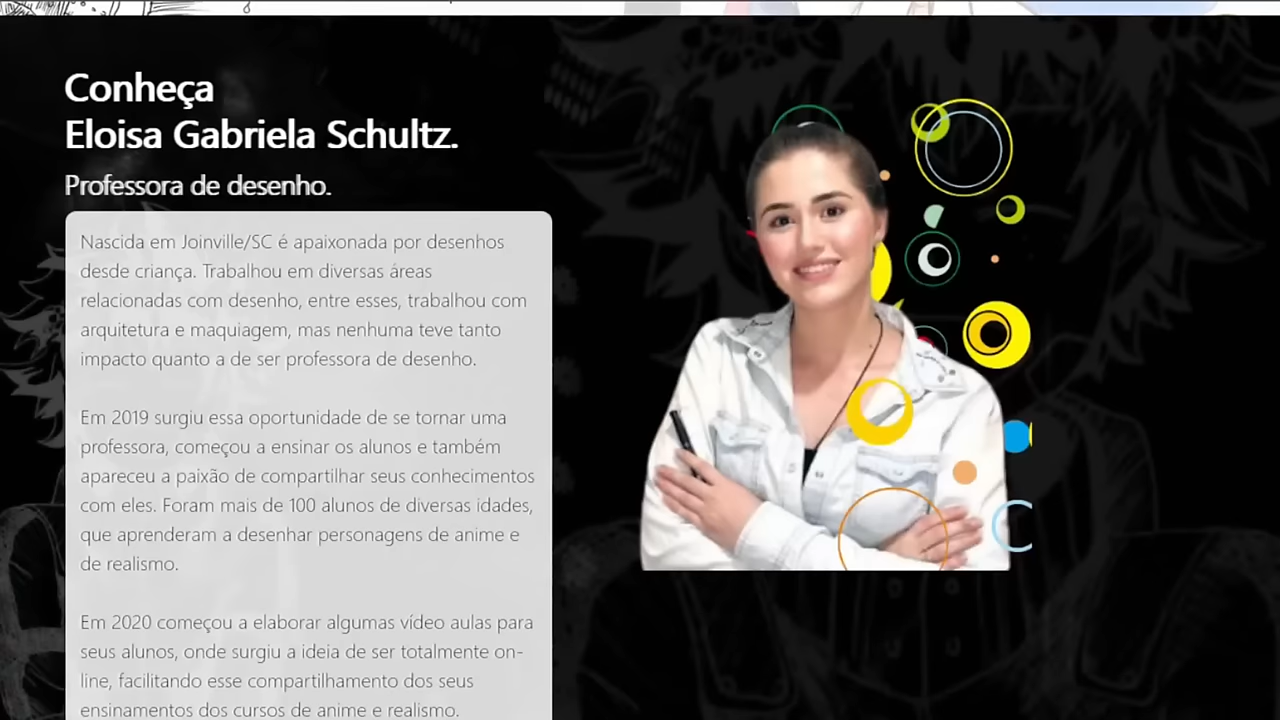 Conheça
Eloisa Gabriela Schultz.
Professora de desenho.
Nascida em Joinville/SC é apaixonada por desenhos
desde criança. Trabalhou em diversas áreas
relacionadas com desenho, entre esses, trabalhou com
arquitetura e maquiagem, mas nenhuma teve tanto
impacto quanto a de ser professora de desenho.
Em 2019 surgiu essa oportunidade de se tornar uma
professora, começou a ensinar os alunos e também
apareceu a paixão de compartilhar seus conhecimentos
com eles. Foram mais de 100 alunos de diversas idades,
que aprenderam a desenhar personagens de anime e
de realismo.
Em 2020 começou a elaborar algumas vídeo aulas para
seus alunos, onde surgiu a ideia de ser totalmente on-
line, facilitando esse compartilhamento dos seus
ensinamentos dos cursos de anime e realismo.